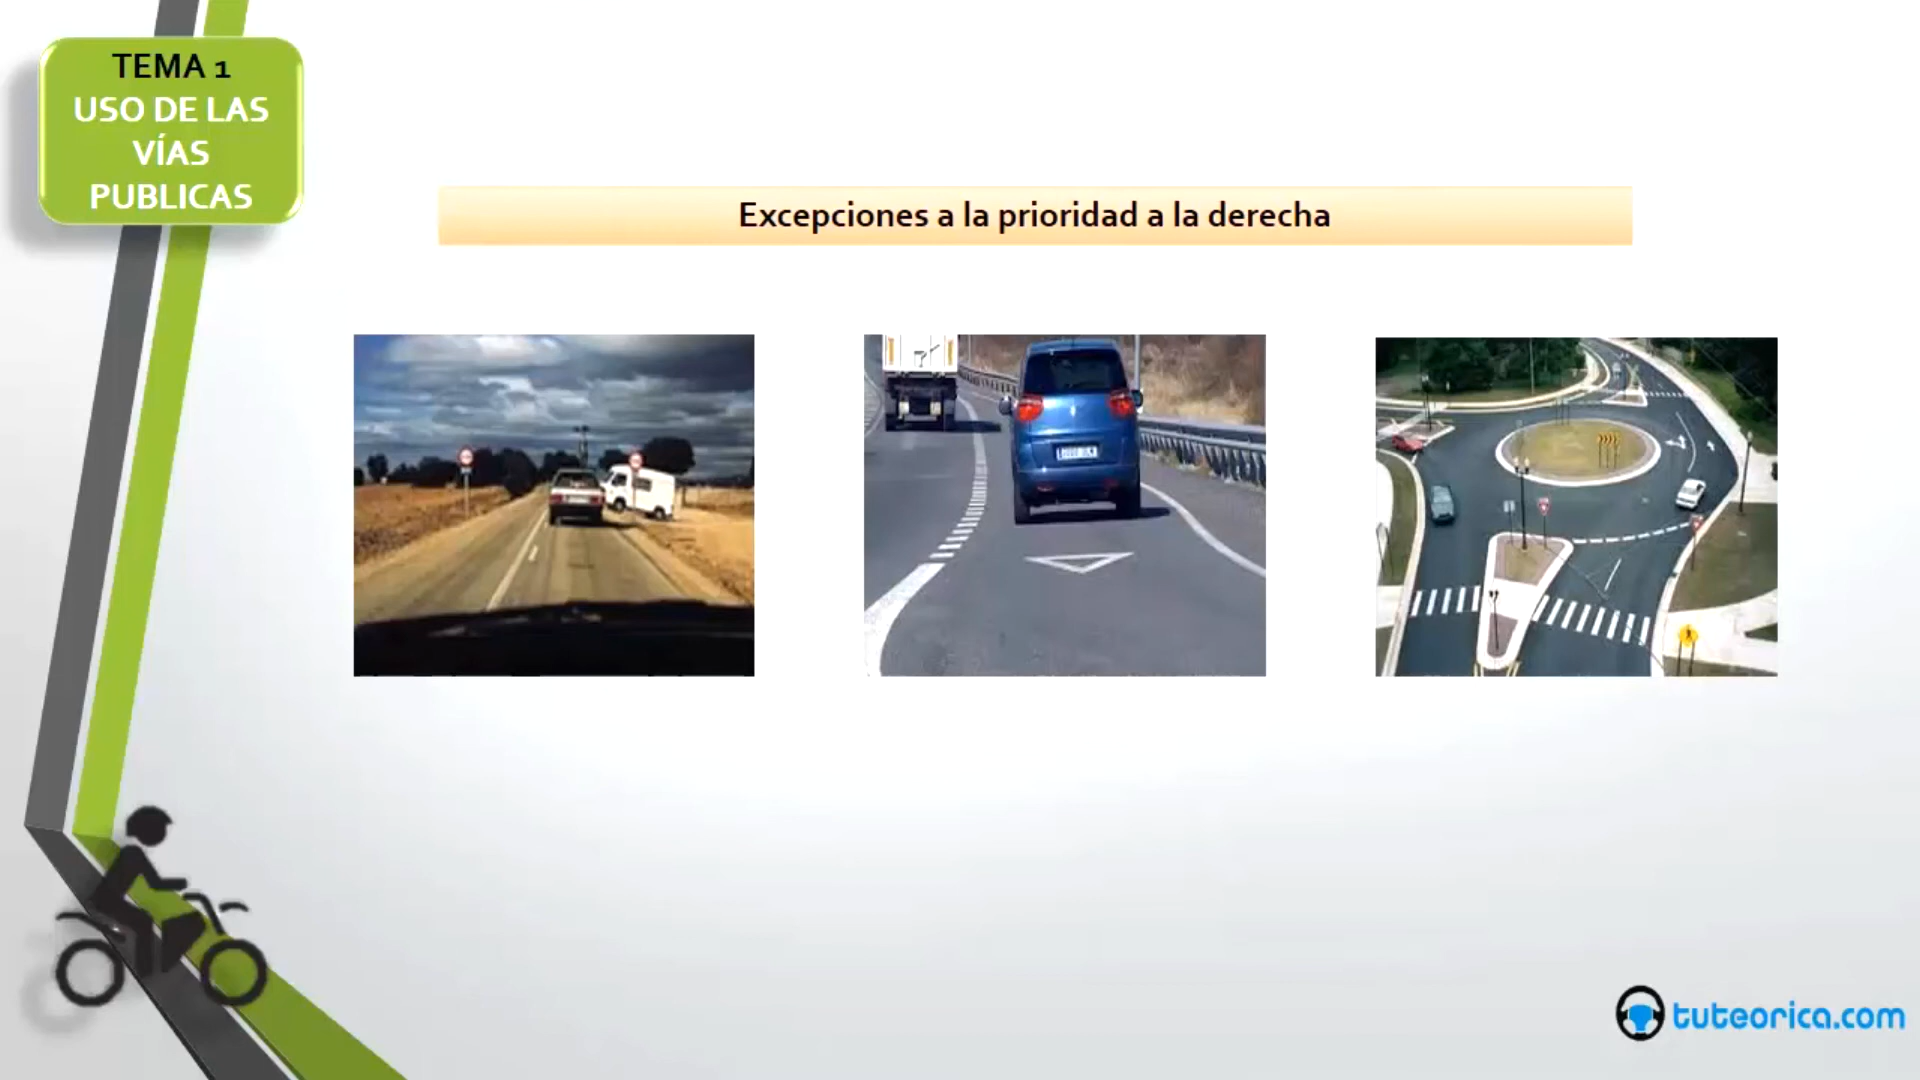 TEMA 1
USO DE LAS
VÍAS
PUBLICAS
Excepciones a la prioridad a la derecha
tuteorica.com